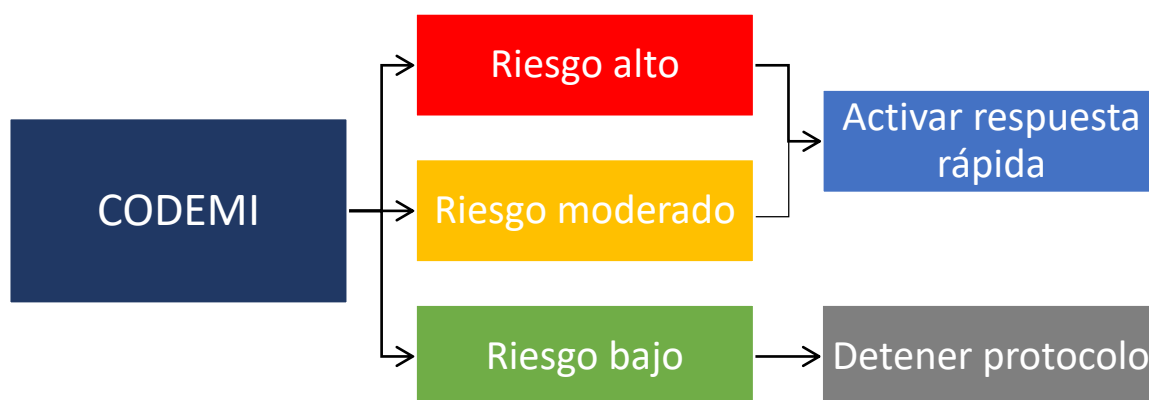 CODEMI
Riesgo alto
Riesgo moderado
Riesgo bajo
Activar respuesta
rápida
Detener protocolo